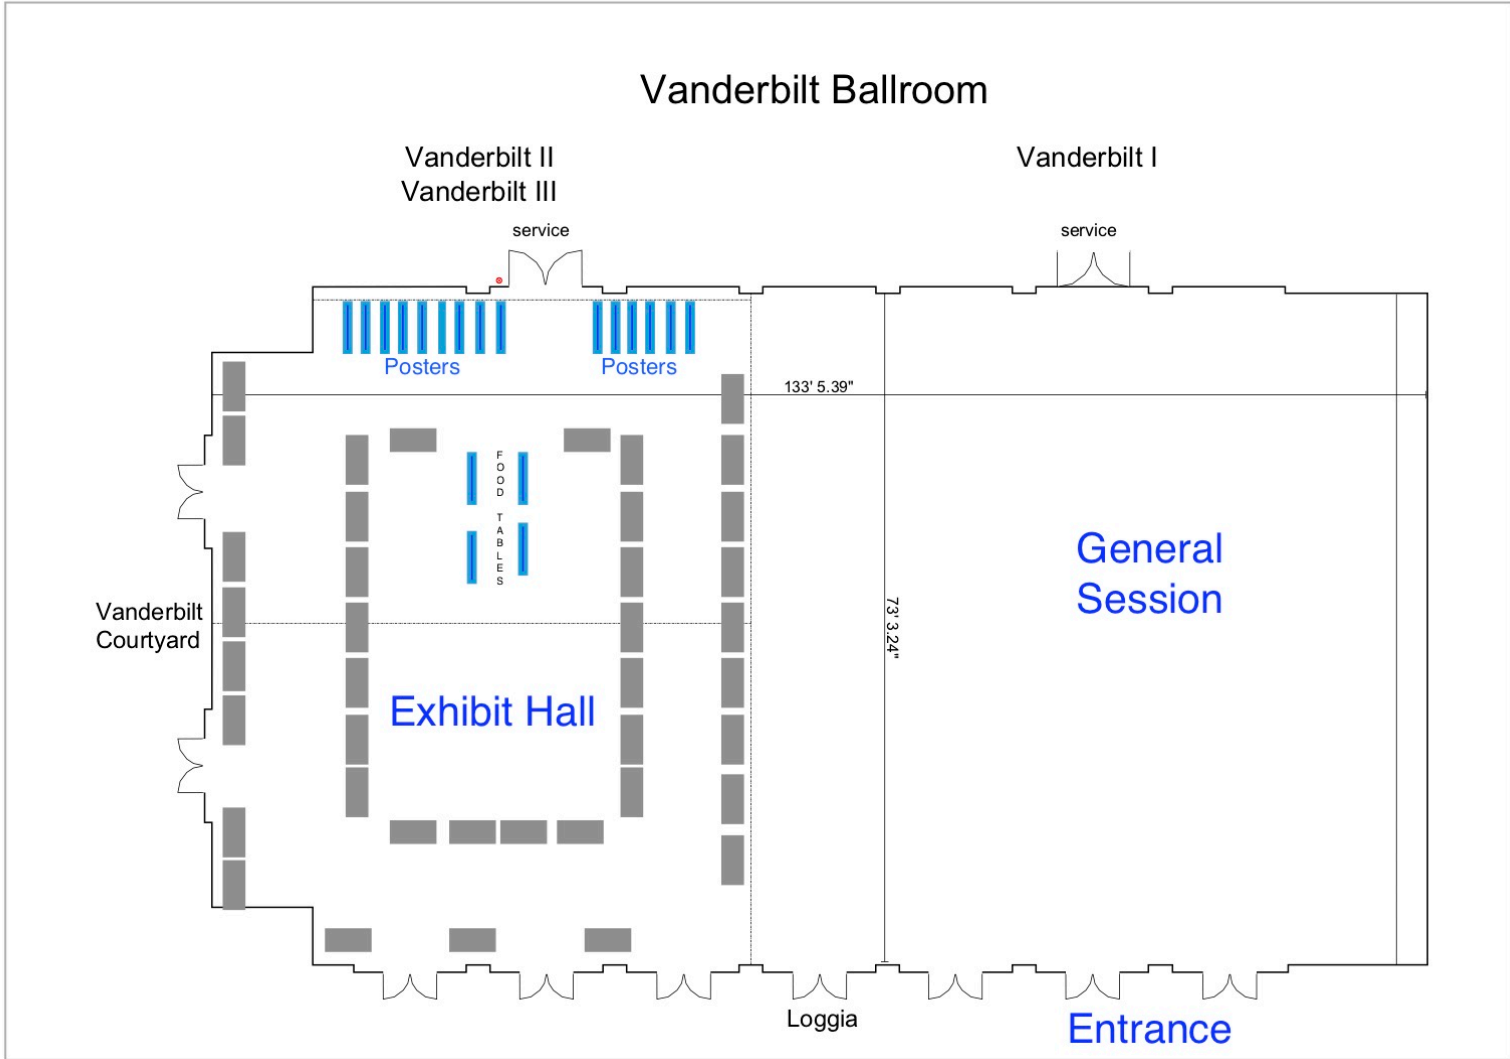 Vanderbilt Ballroom
Vanderbilt II
Vanderbilt III
Vanderbilt I
service
service
Posters
Posters
133' 5.39"
FOOD TABLES
General
Session
73' 3.24"
Vanderbilt
Courtyard
Exhibit Hall
Loggia
Entrance